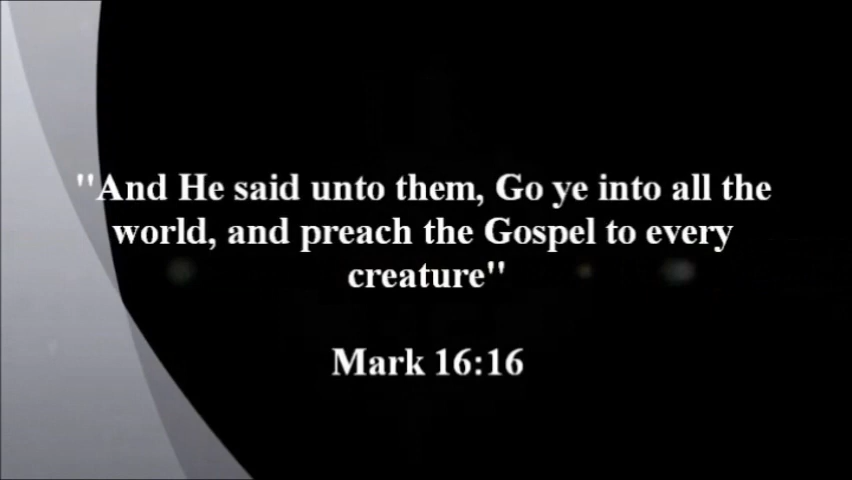 "And He said unto them, Go ye into all the
world, and preach the Gospel to every
creature"
Mark 16:16